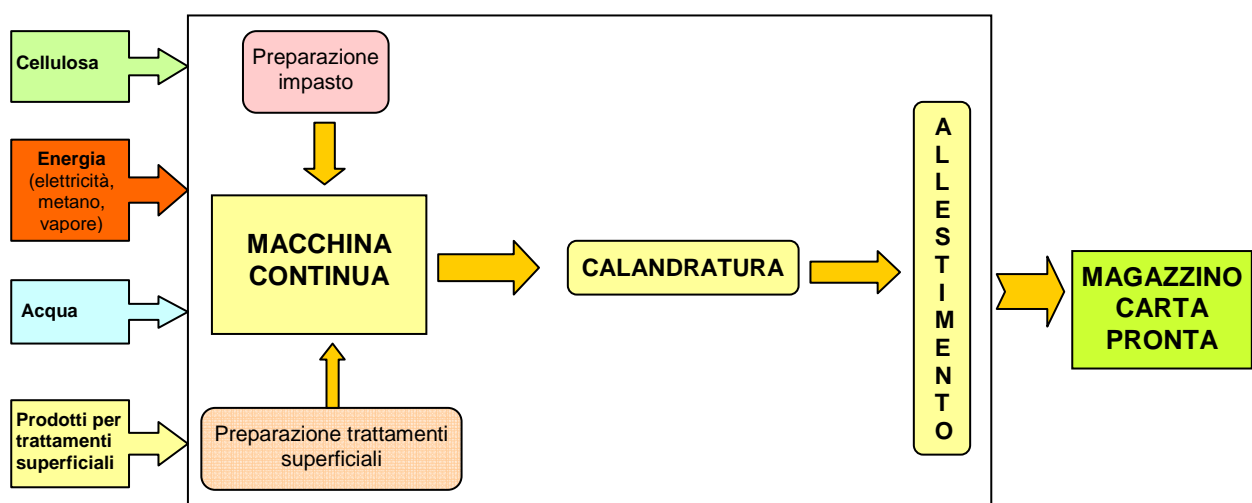 Cellulosa
Energia
(elettricità,
metano,
vapore)
Acqua
Prodotti per
trattamenti
superficiali
Preparazione
impasto
MACCHINA
CONTINUA
Preparazione trattamenti
superficiali
CALANDRATURA
A
L
L
E
S
T
I
M
E
N
T
O
MAGAZZINO
CARTA
PRONTA